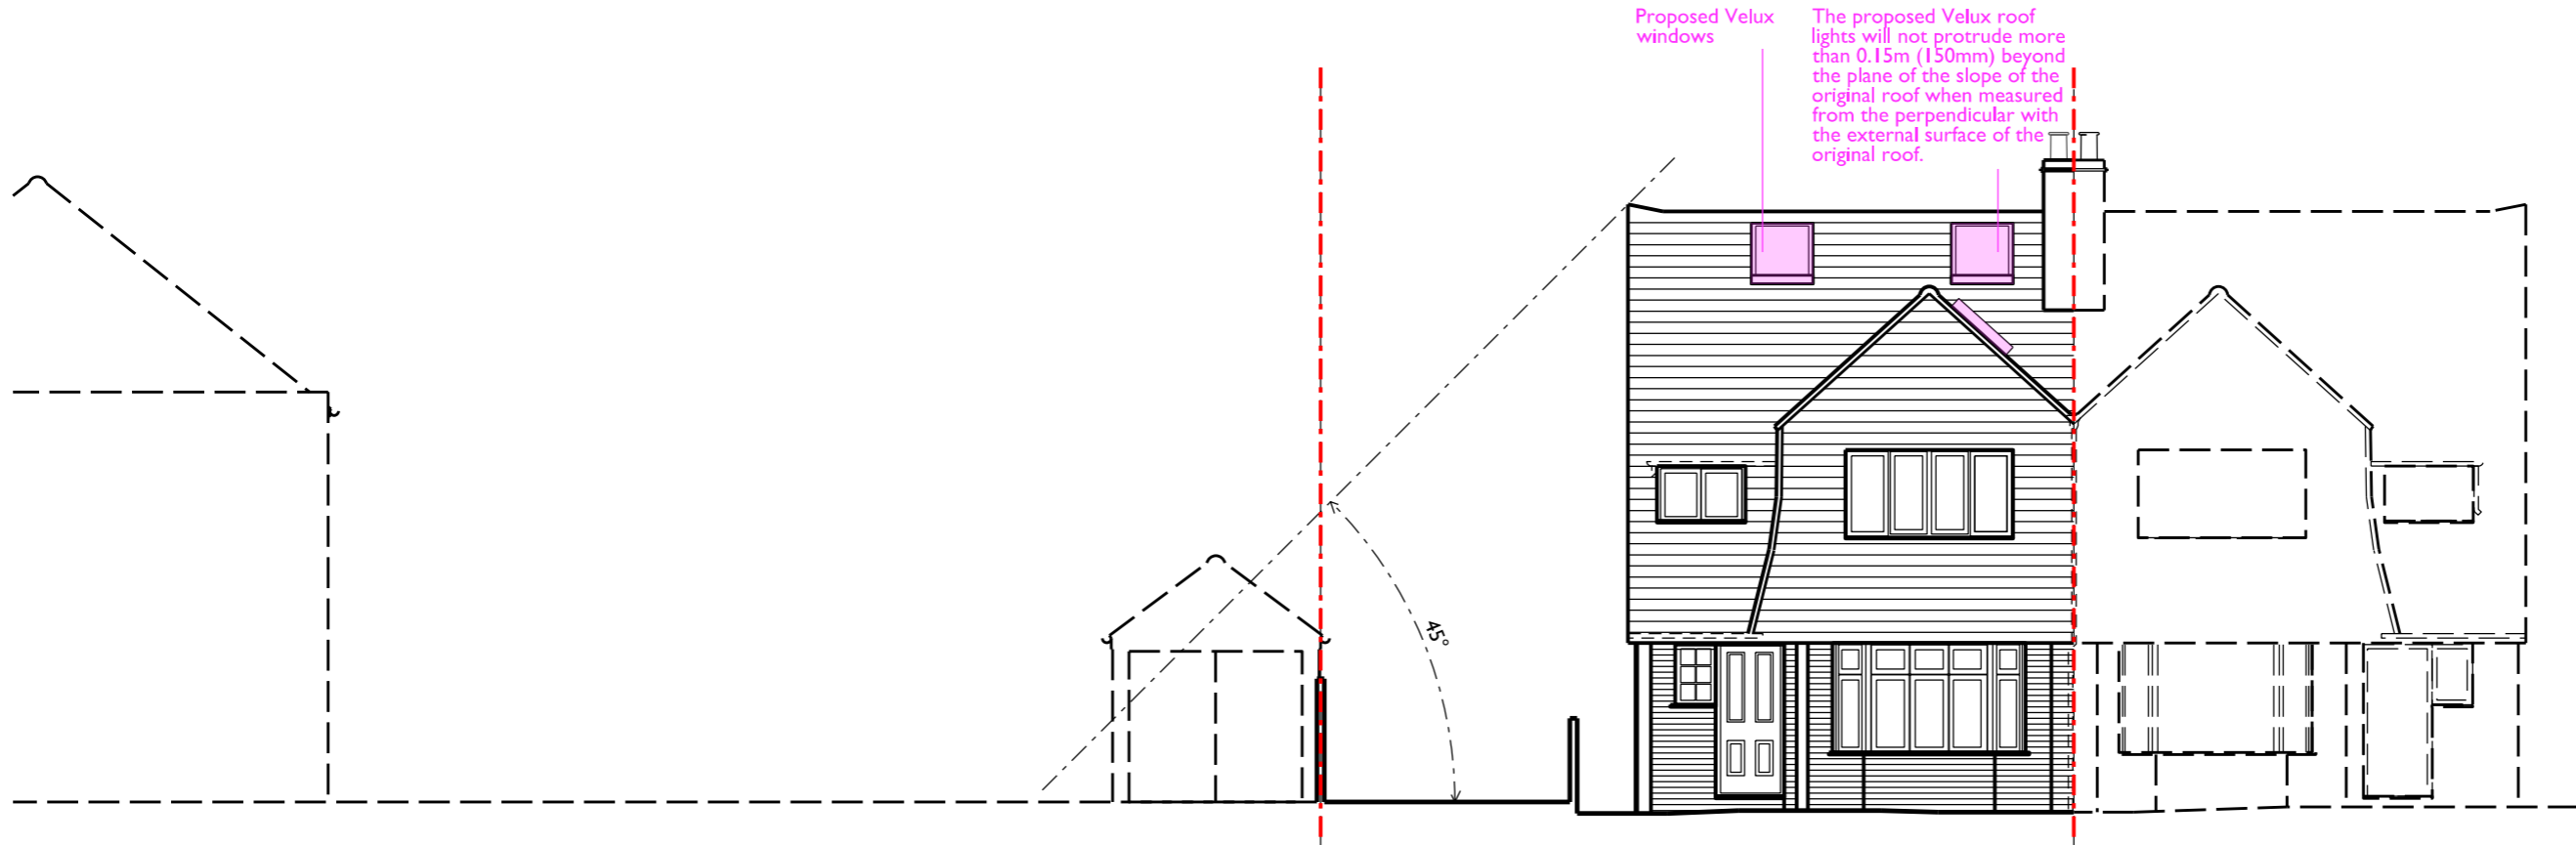 Proposed Velux
windows
The proposed Velux roof
lights will not protrude more
than 0.15m (150mm) beyond
the plane of the slope of the
original roof when measured
from the perpendicular with
the external surface of the
original roof.
45°